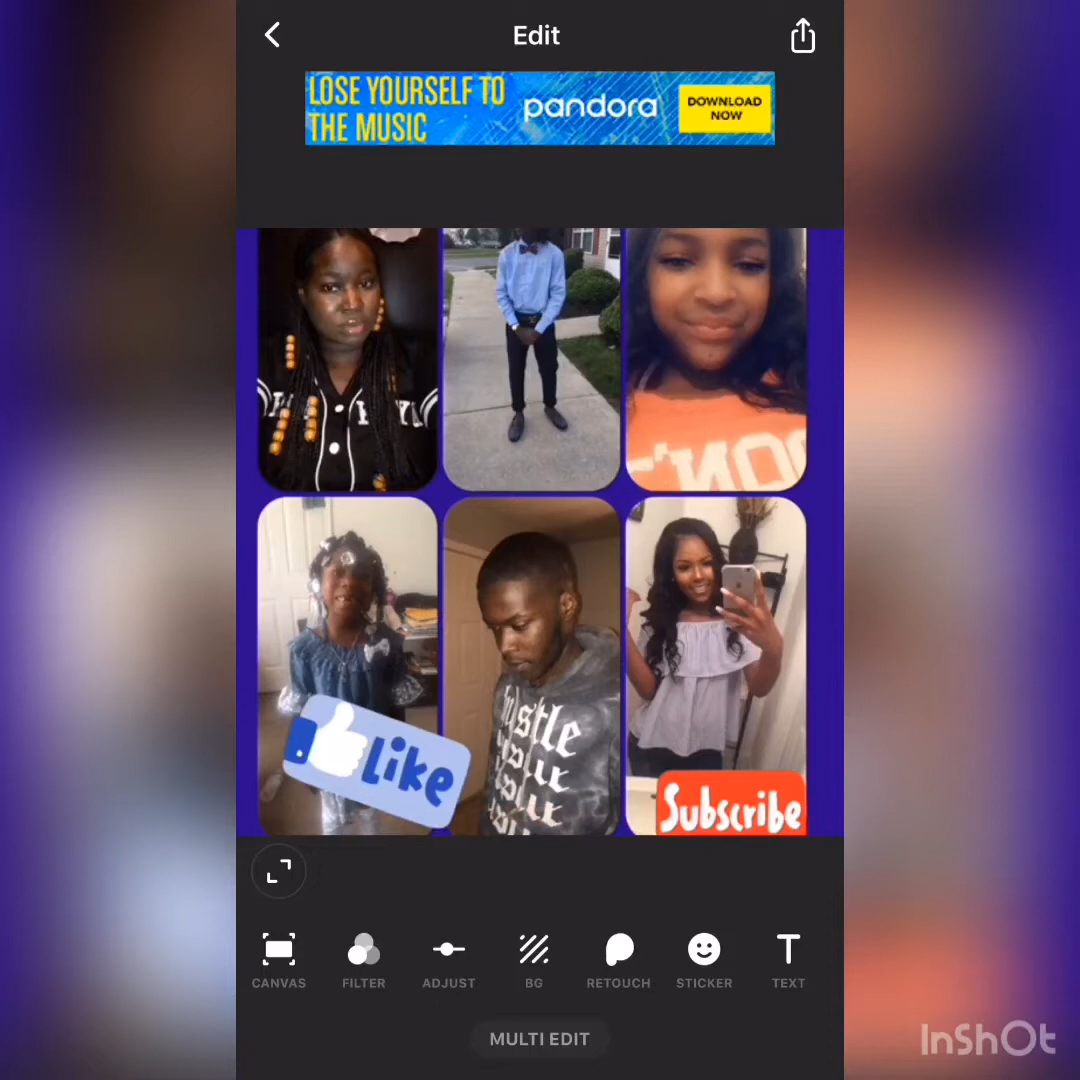 Edit
LOSE YOURSELF TO
THE MUSIC
pandora
DOWNLOAD
NOW
hustle
Like
Subscribe
CANVAS
FILTER
ADJUST
BG
RETOUCH
STICKER
TEXT
MULTI EDIT
InShOt